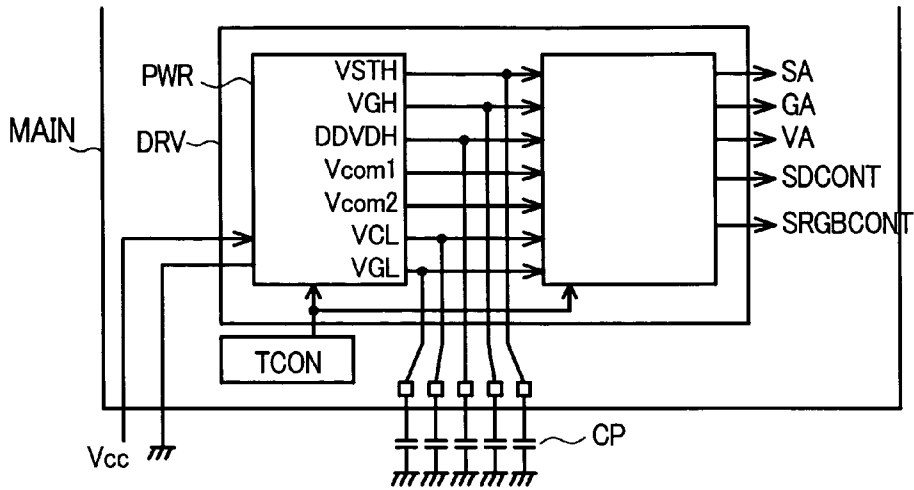 MAIN
PWR
DRV
VSTH
VGH
DDVDH
Vcom1
Vcom2
VCL
VGL
SA
GA
VA
SDCONT
SRGBCONT
TCON
Vcc
CP